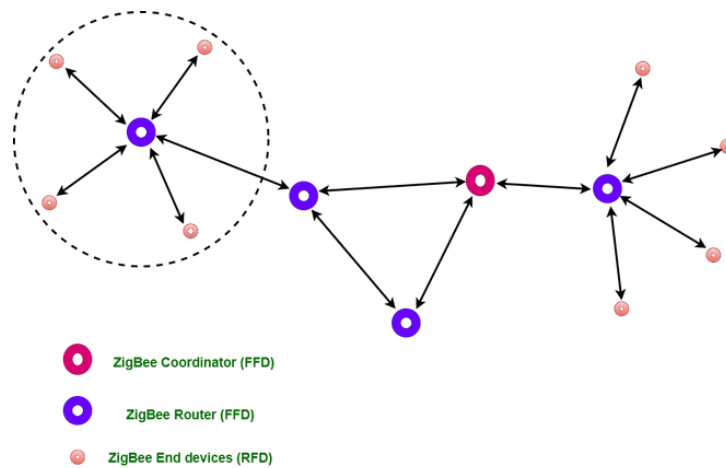 ZigBee Coordinator (FFD)
ZigBee Router (FFD)
ZigBee End devices (RFD)